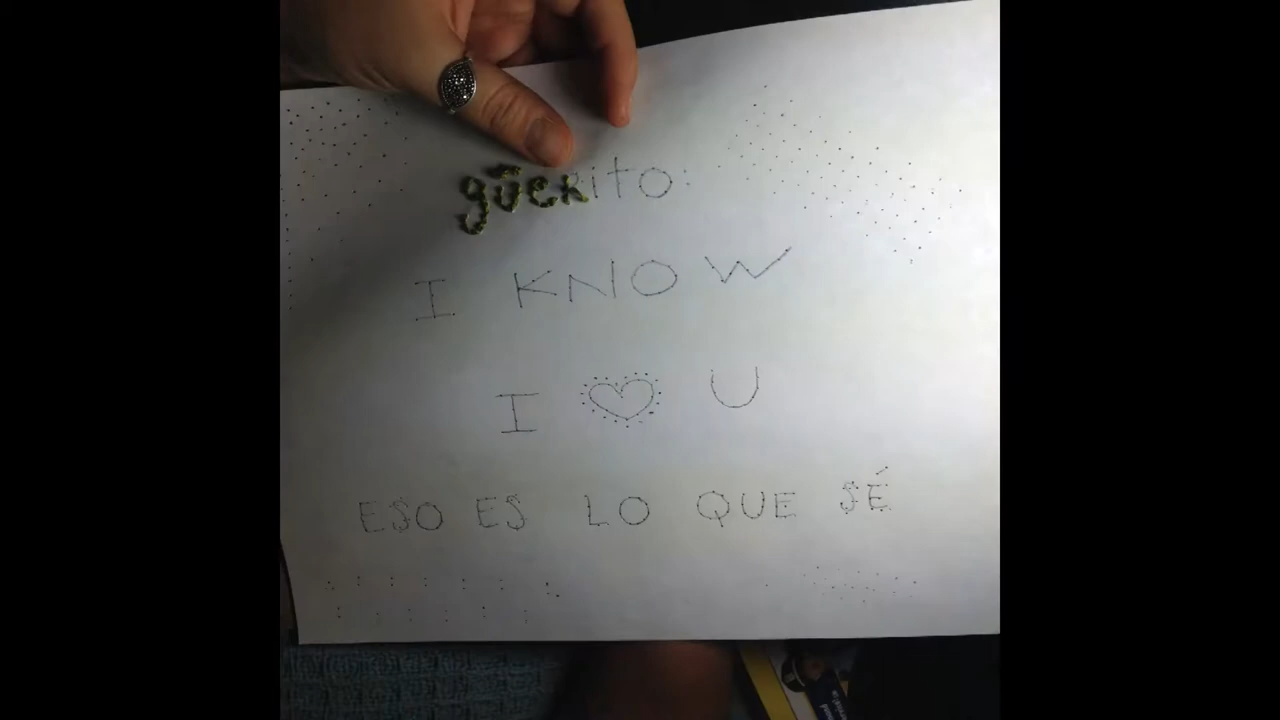 güerito:
I KNOW
I ♡ U
ESO ES LO QUE SÉ